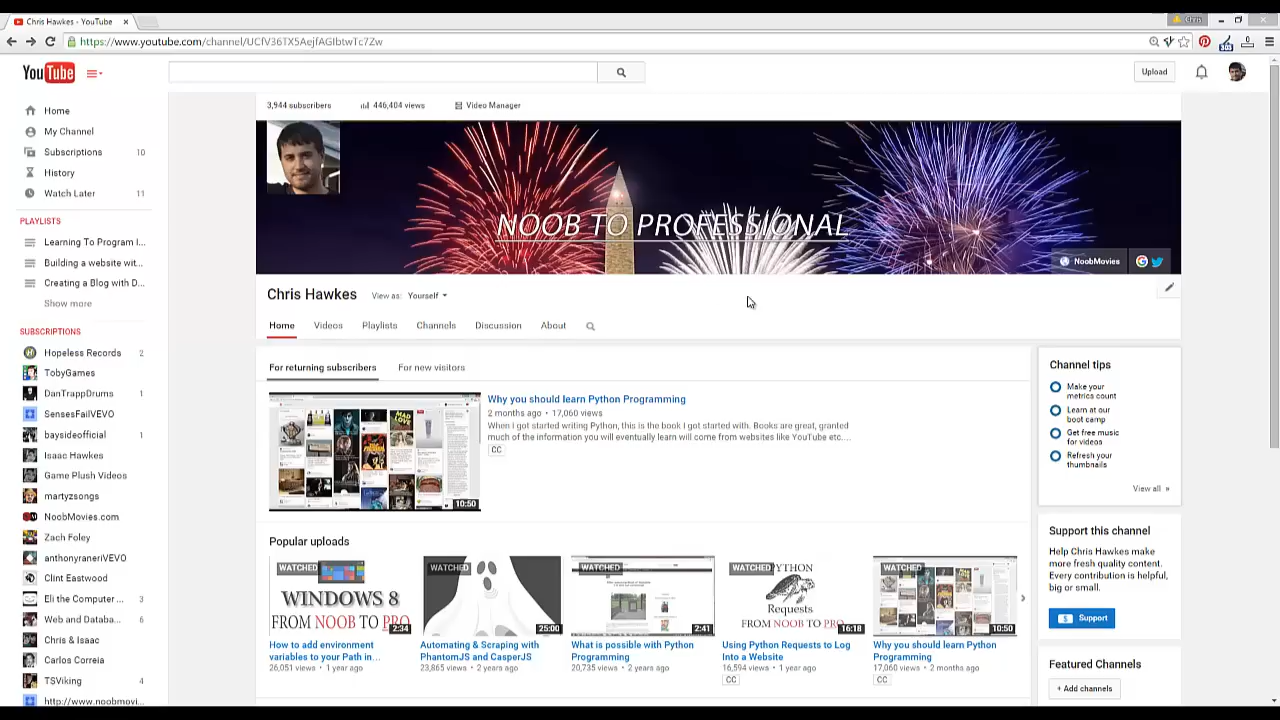 Chris Hawkes - YouTube
Chris
https://www.youtube.com/channel/UCfV36TX5AejfAGIbtwTc7Zw
YouTube
Upload
Home
My Channel
Subscriptions 10
History
Watch Later 11
PLAYLISTS
Learning To Program I...
Building a website wit...
Creating a Blog with D...
Show more
SUBSCRIPTIONS
Hopeless Records 2
TobyGames
DanTrappDrums 1
SensesFailVEVO
baysideofficial 1
Isaac Hawkes
Game Plush Videos
martyzsongs
NoobMovies.com
Zach Foley
anthonyraneriVEVO
Clint Eastwood
Eli the Computer ... 3
Web and Databa... 6
Chris & Isaac
Carlos Correia
TSViking 4
http://www.noobmovi...
3,944 subscribers
446,404 views
Video Manager
NOOB TO PROFESSIONAL
NoobMovies
Chris Hawkes
View as: Yourself
Home Videos Playlists Channels Discussion About
For returning subscribers For new visitors
Why you should learn Python Programming
2 months ago • 17,060 views
When I got started writing Python, this is the book I got started with. Books are great, granted
much of the information you will eventually learn will come from websites like YouTube etc....
CC
10:50
Popular uploads
WATCHED
WINDOWS 8
FROM NOOB TO PRO
2:34
How to add environment
variables to your Path in...
26,051 views • 1 year ago
WATCHED
25:00
Automating & Scraping with
PhantomJS and CasperJS
23,865 views • 2 years ago
WATCHED
2:41
What is possible with Python
Programming
20,735 views • 2 years ago
WATCHED
PYTHON
Requests
FROM NOOB TO PRO
16:18
Using Python Requests to Log
Into a Website
16,594 views • 1 year ago
CC
WATCHED
10:50
Why you should learn Python
Programming
17,060 views • 2 months ago
CC
Channel tips
Make your
metrics count
Learn at our
boot camp
Get free music
for videos
Refresh your
thumbnails
View all »
Support this channel
Help Chris Hawkes make
more fresh quality content.
Every contribution is helpful,
big or small.
Support
Featured Channels
+ Add channels